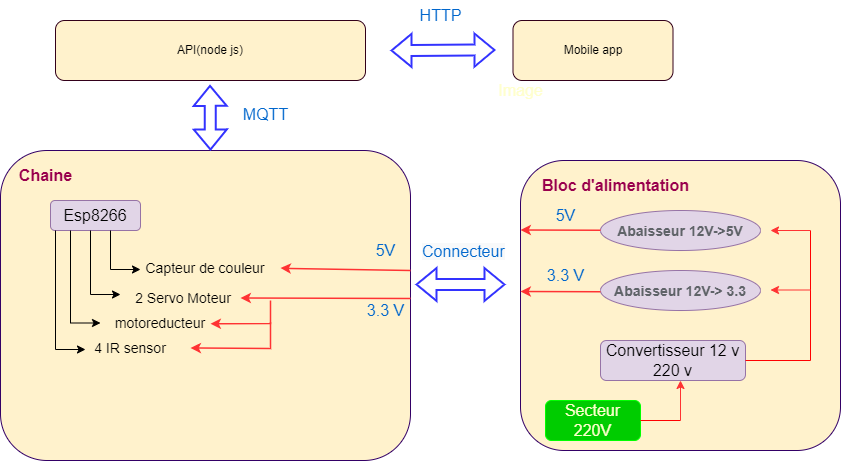 HTTP
API(node js)
Mobile app
Image
MQTT
Chaine
Bloc d'alimentation
Esp8266
5V
Abaisseur 12V->5V
5V
Connecteur
Capteur de couleur
3.3 V
Abaisseur 12V-> 3.3
2 Servo Moteur
3.3 V
motoreducteur
4 IR sensor
Convertisseur 12 v
220 v
Secteur
220V